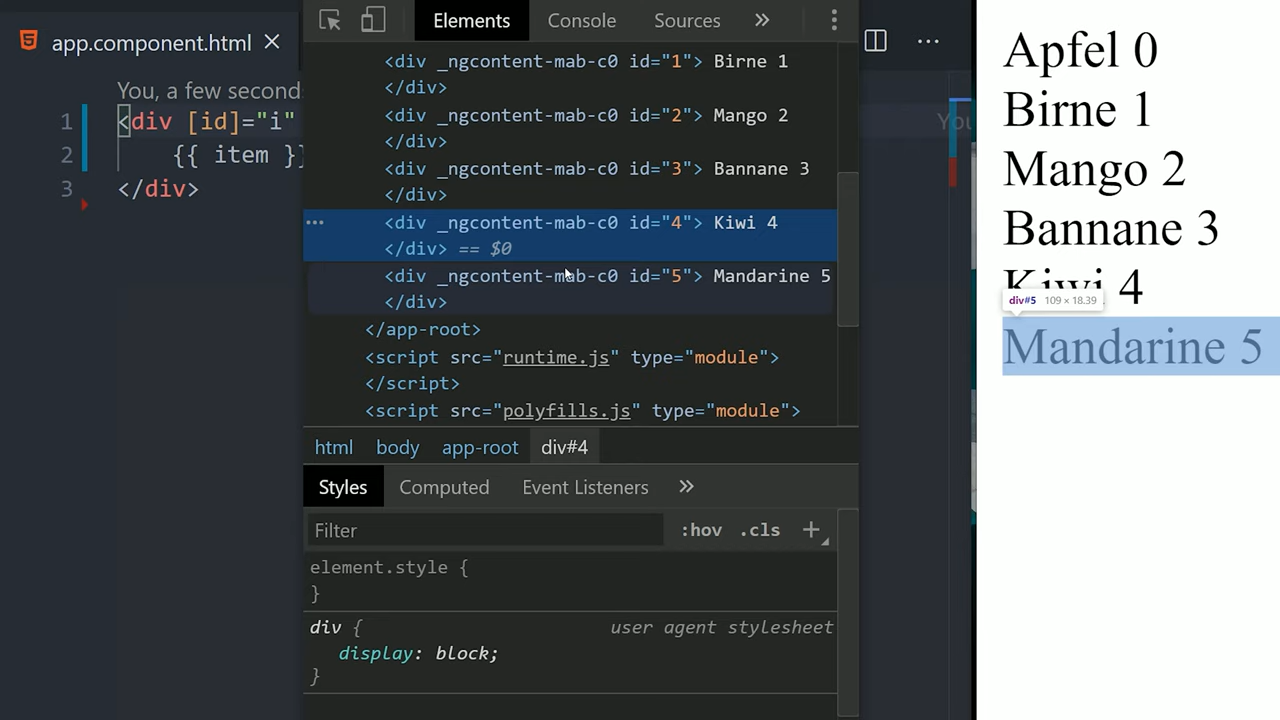 app.component.html
You, a few seconds
1 <div [id]="i"
2 {{ item }}
3 </div>
Elements Console Sources
<div _ngcontent-mab-c0 id="1"> Birne 1
</div>
<div _ngcontent-mab-c0 id="2"> Mango 2
</div>
<div _ngcontent-mab-c0 id="3"> Bannane 3
</div>
<div _ngcontent-mab-c0 id="4"> Kiwi 4
</div> == $0
<div _ngcontent-mab-c0 id="5"> Mandarine 5
</div>
</app-root>
<script src="runtime.js" type="module">
</script>
<script src="polyfills.js" type="module">
html body app-root div#4
Styles Computed Event Listeners
Filter :hov .cls +
element.style {
}
div { user agent stylesheet
display: block;
}
You
Apfel 0
Birne 1
Mango 2
Bannane 3
Kiwi 4
div#5 109 × 18.39
Mandarine 5